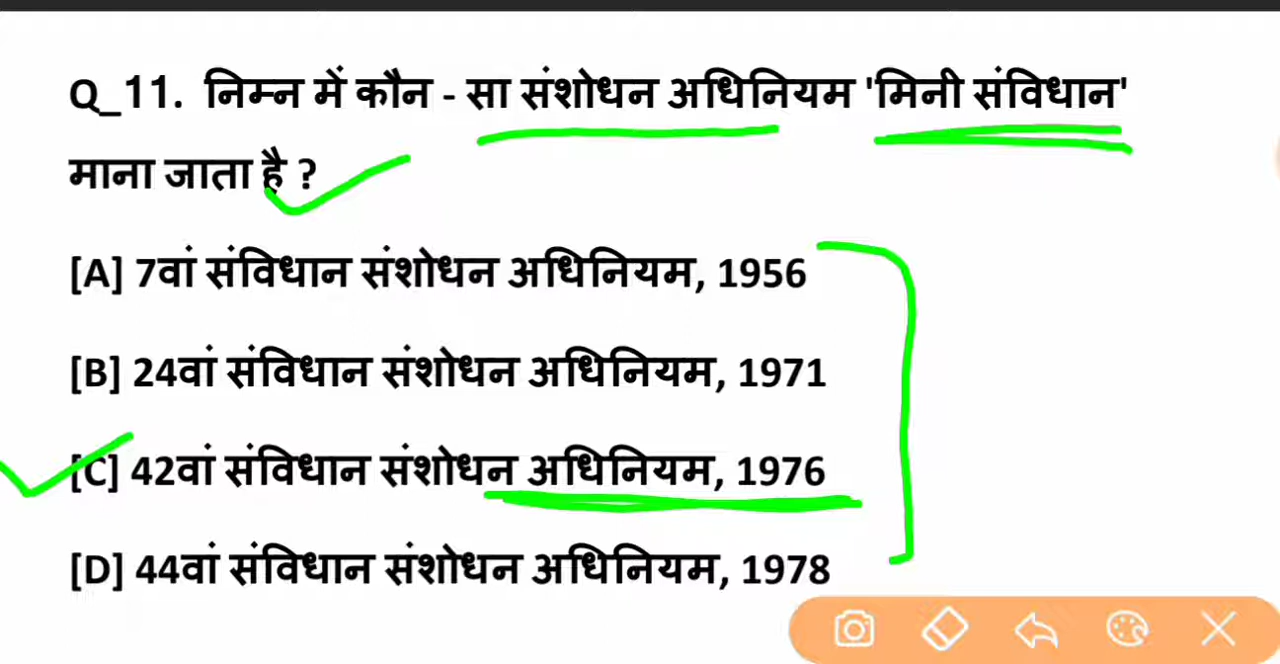 Q_11. निम्न में कौन - सा संशोधन अधिनियम 'मिनी संविधान'
माना जाता है ?
[A] 7वां संविधान संशोधन अधिनियम, 1956
[B] 24वां संविधान संशोधन अधिनियम, 1971
[C] 42वां संविधान संशोधन अधिनियम, 1976
[D] 44वां संविधान संशोधन अधिनियम, 1978